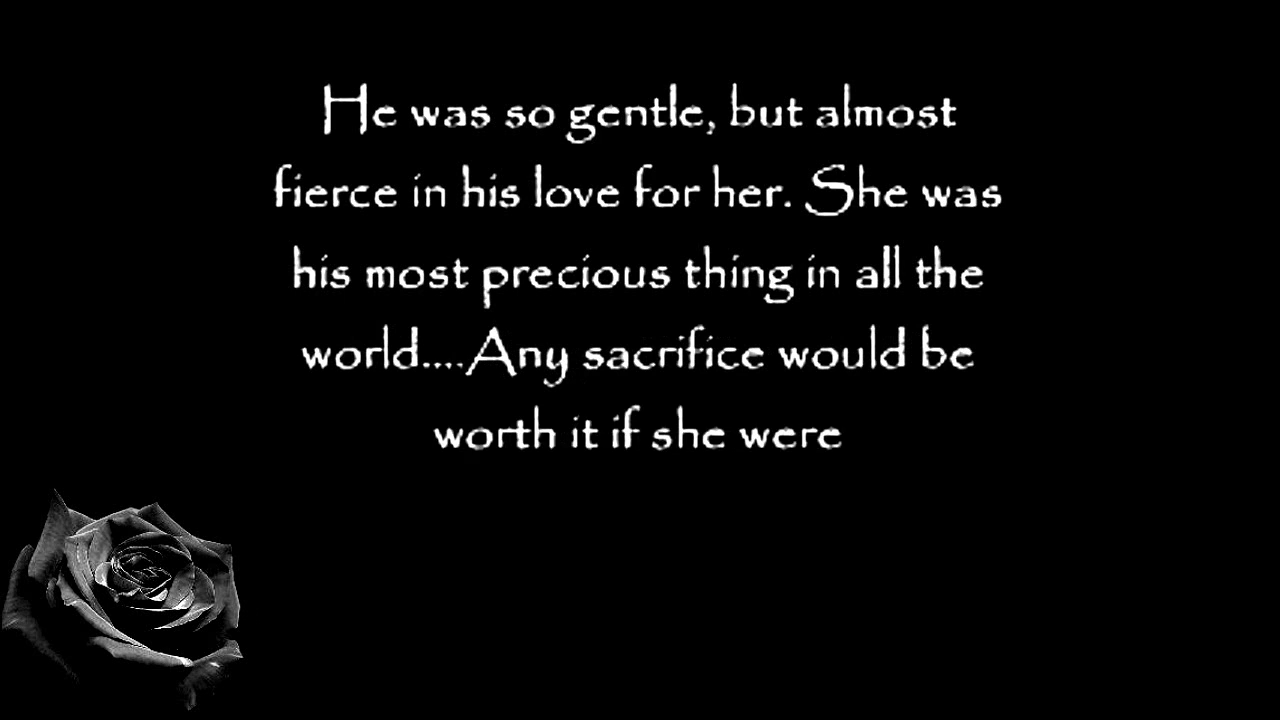 He was so gentle, but almost
fierce in his love for her. She was
his most precious thing in all the
world....Any sacrifice would be
worth it if she were